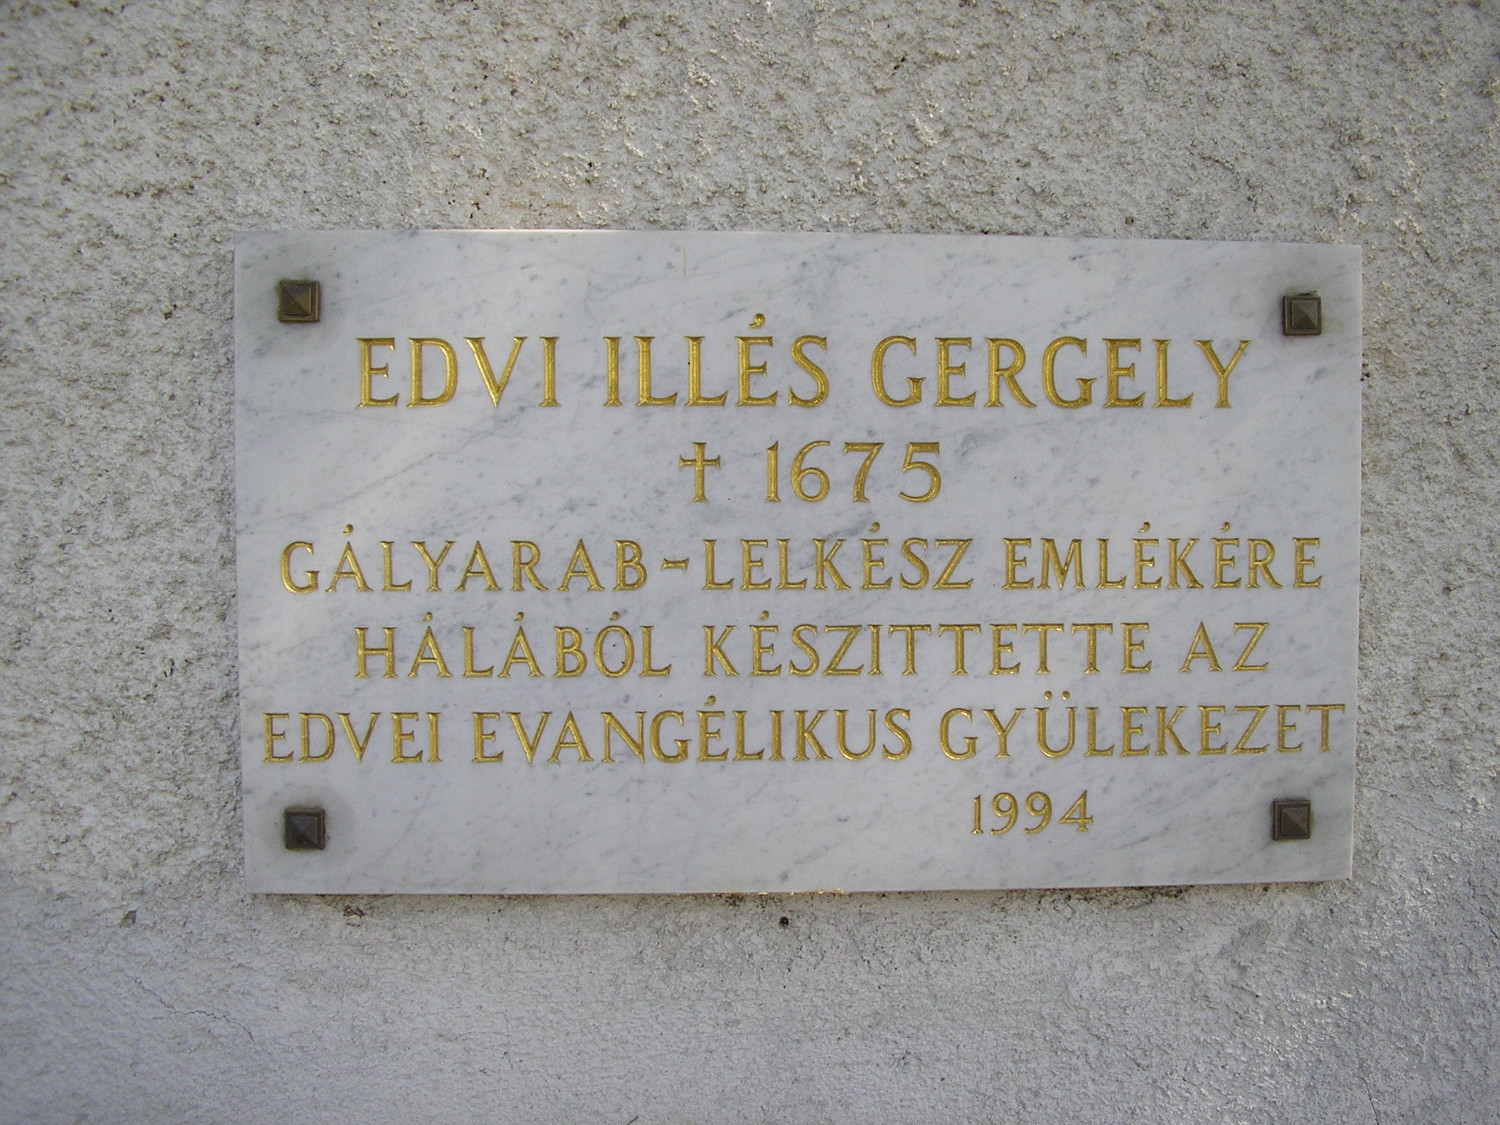 EDVI ILLÉS GERGELY
† 1675
GÁLYARAB-LELKÉSZ EMLÉKÉRE
HÁLÁBÓL KÉSZITTETTE AZ
EDVEI EVANGÉLIKUS GYÜLEKEZET
1994